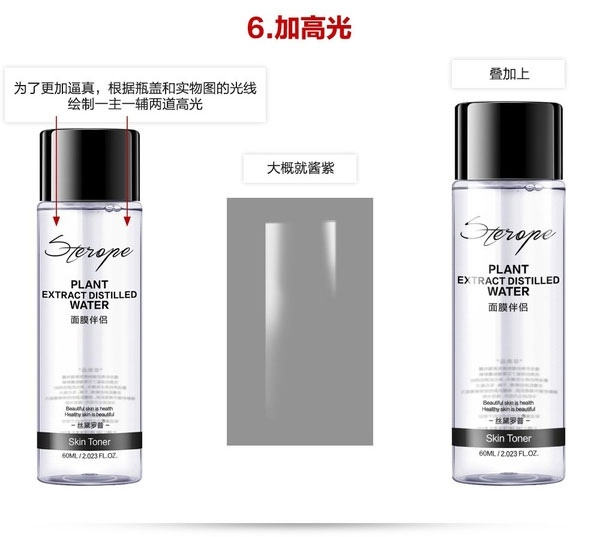 6.加高光
为了更加逼真，根据瓶盖和实物图的光线
绘制一主一辅两道高光
叠加上
大概就酱紫
Sterope
PLANT
EXTRACT DISTILLED
WATER
面膜伴侣
Beautiful skin is health
Healthy skin is beautiful
丝黛罗普
Skin Toner
60ML / 2.023 FL.OZ.
Sterope
PLANT
EXTRACT DISTILLED
WATER
面膜伴侣
Beautiful skin is health
Healthy skin is beautiful
丝黛罗普
Skin Toner
60ML / 2.023 FL.OZ.